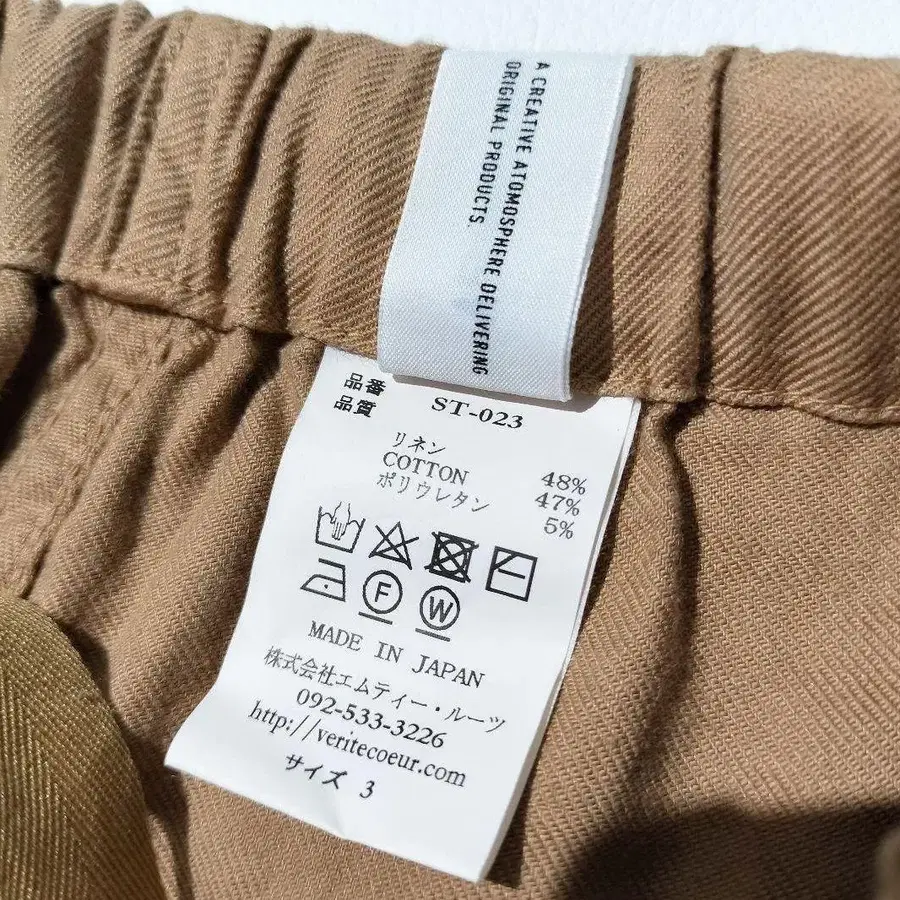 A CREATIVE ATOMOSPHERE DELIVERING
ORIGINAL PRODUCTS.
品番 ST-023
品質
リネン 48%
COTTON 47%
ポリウレタン 5%
F W
MADE IN JAPAN
株式会社エムティー・ルーツ
092-533-3226
http://veritecoeur.com
サイズ 3